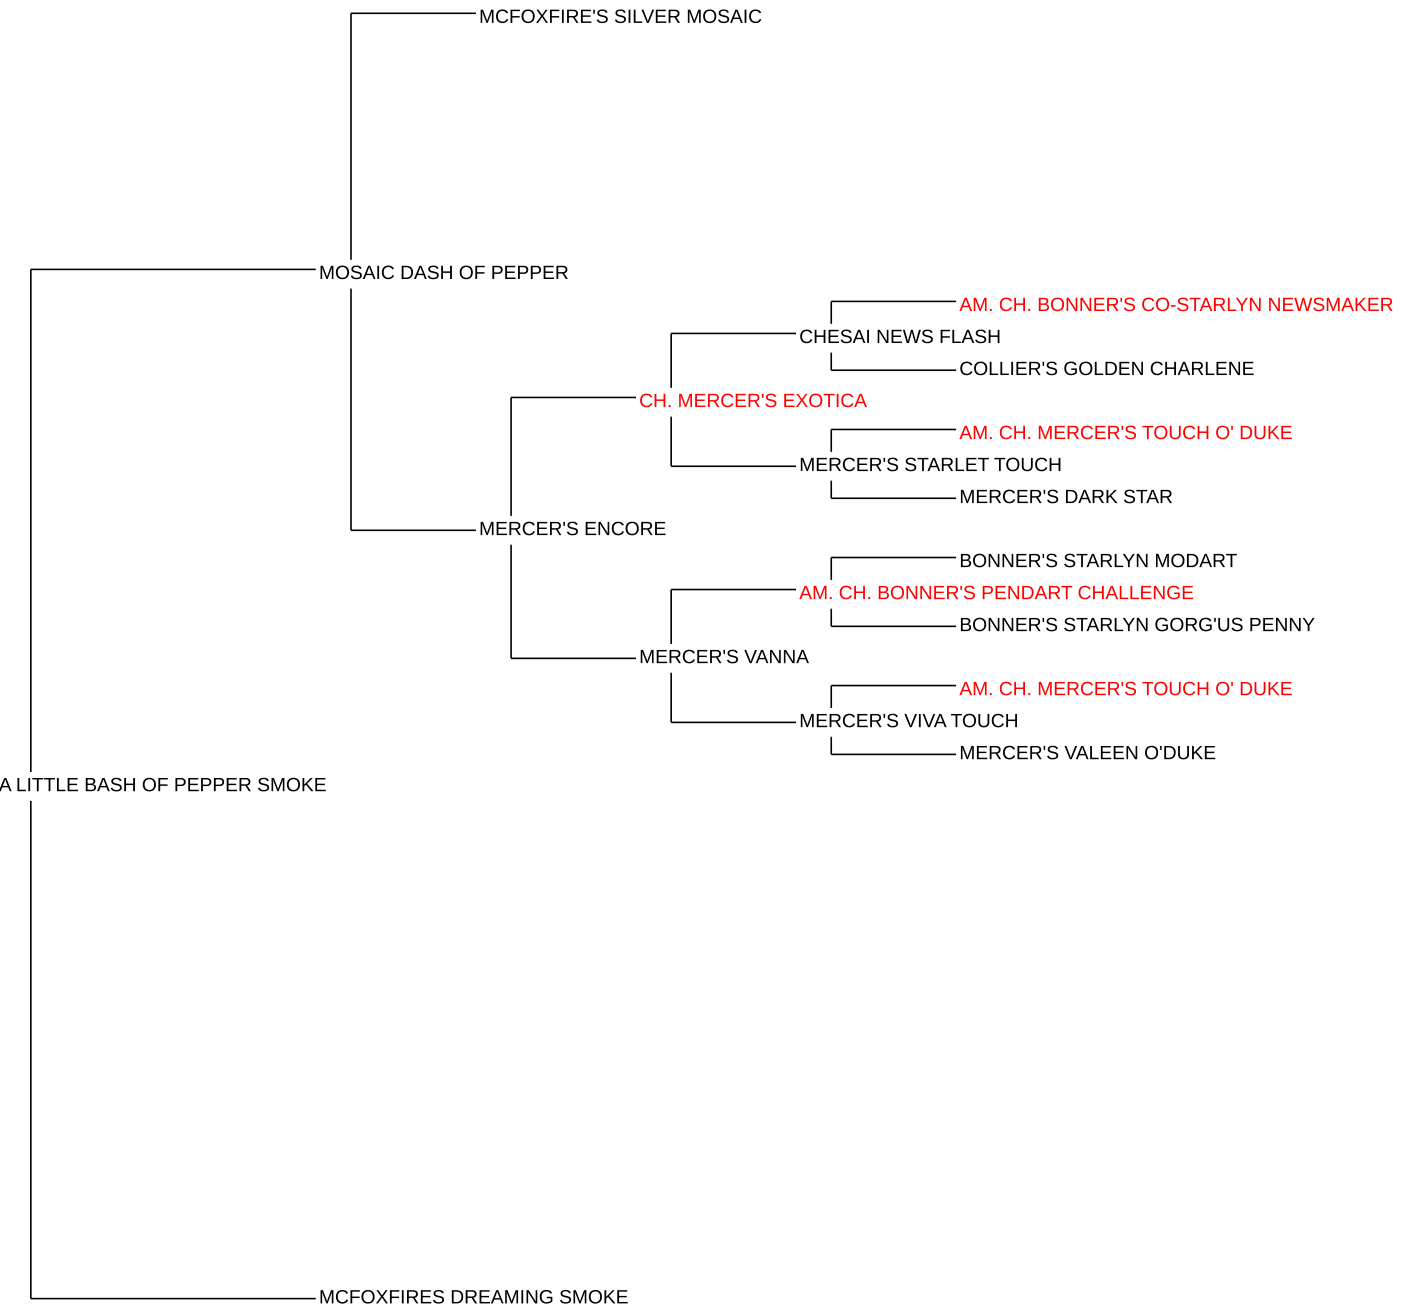 MCFOXFIRE'S SILVER MOSAIC
MOSAIC DASH OF PEPPER
AM. CH. BONNER'S CO-STARLYN NEWSMAKER
CHESAI NEWS FLASH
COLLIER'S GOLDEN CHARLENE
CH. MERCER'S EXOTICA
AM. CH. MERCER'S TOUCH O' DUKE
MERCER'S STARLET TOUCH
MERCER'S DARK STAR
MERCER'S ENCORE
BONNER'S STARLYN MODART
AM. CH. BONNER'S PENDART CHALLENGE
BONNER'S STARLYN GORG'US PENNY
MERCER'S VANNA
AM. CH. MERCER'S TOUCH O' DUKE
MERCER'S VIVA TOUCH
MERCER'S VALEEN O'DUKE
A LITTLE BASH OF PEPPER SMOKE
MCFOXFIRES DREAMING SMOKE